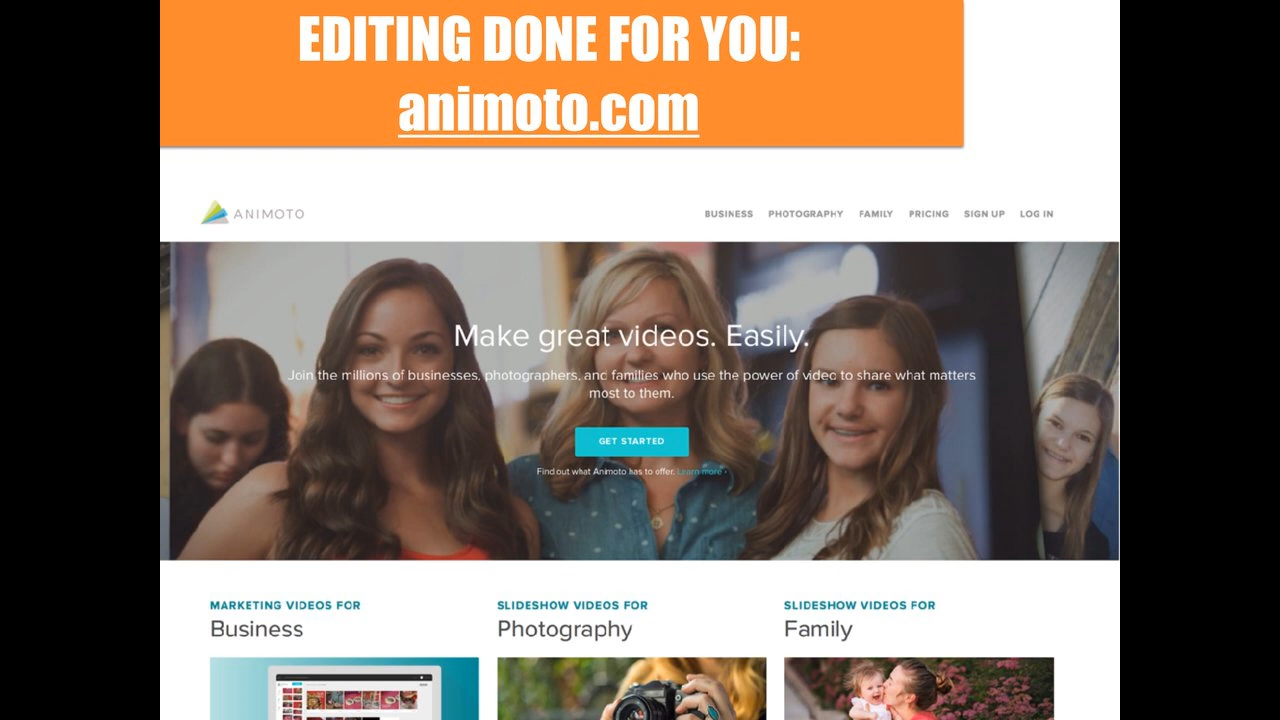 EDITING DONE FOR YOU:
animoto.com
ANIMOTO
BUSINESS PHOTOGRAPHY FAMILY PRICING SIGN UP LOG IN
Make great videos. Easily.
Join the millions of businesses, photographers, and families who use the power of video to share what matters
most to them.
GET STARTED
Find out what Animoto has to offer. Learn more ›
MARKETING VIDEOS FOR
Business
SLIDESHOW VIDEOS FOR
Photography
SLIDESHOW VIDEOS FOR
Family